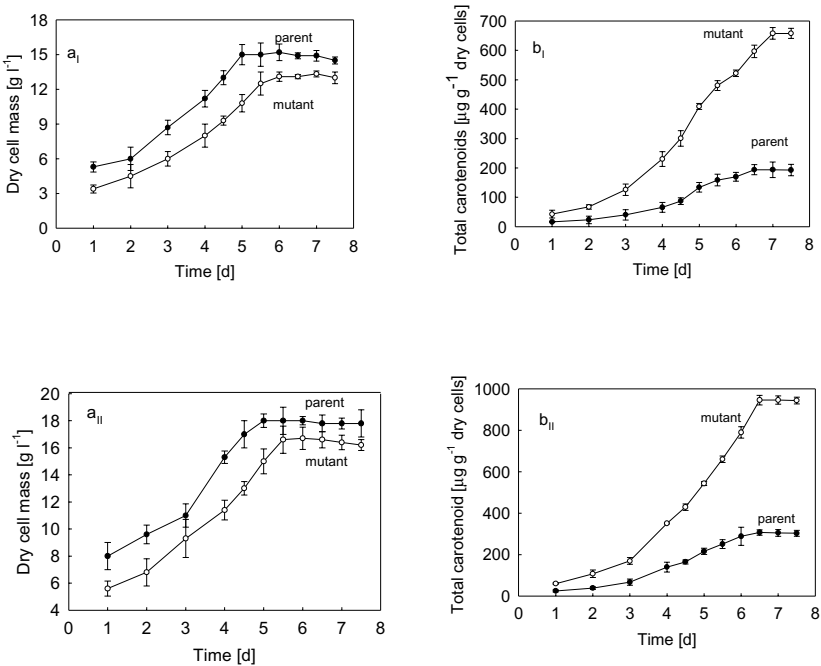 Dry cell mass [g l⁻¹]
18
15
12
9
6
3
0
a_I
parent
mutant
0 1 2 3 4 5 6 7 8
Time [d]
Total carotenoids [µg g⁻¹ dry cells]
700
600
500
400
300
200
100
0
b_I
mutant
parent
0 1 2 3 4 5 6 7 8
Time [d]
Dry cell mass [g l⁻¹]
20
18
16
14
12
10
8
6
4
a_II
parent
mutant
0 1 2 3 4 5 6 7 8
Time [d]
Total carotenoid [µg g⁻¹ dry cells]
1000
800
600
400
200
0
b_II
mutant
parent
0 1 2 3 4 5 6 7 8
Time [d]